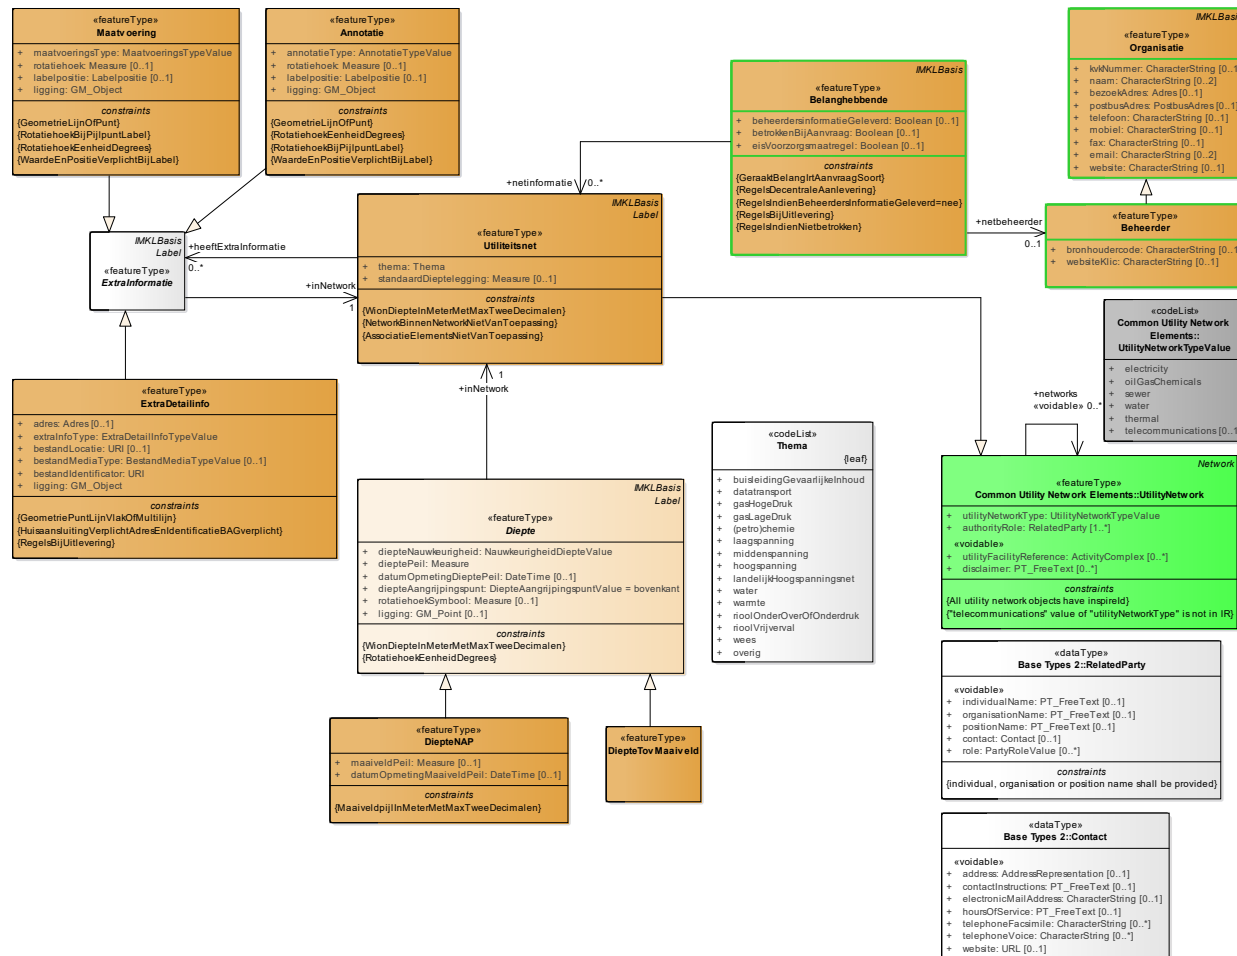 «featureType»
Maatvoering
+ maatvoeringsType: MaatvoeringsTypeValue
+ rotatiehoek: Measure [0..1]
+ labelpositie: Labelpositie [0..1]
+ ligging: GM_Object
constraints
{GeometrieLijnOfPunt}
{RotatiehoekBijPijlpuntLabel}
{RotatiehoekEenheidDegrees}
{WaardeEnPositieVerplichtBijLabel}
«featureType»
Annotatie
+ annotatieType: AnnotatieTypeValue
+ rotatiehoek: Measure [0..1]
+ labelpositie: Labelpositie [0..1]
+ ligging: GM_Object
constraints
{GeometrieLijnOfPunt}
{RotatiehoekEenheidDegrees}
{RotatiehoekBijPijlpuntLabel}
{WaardeEnPositieVerplichtBijLabel}
IMKLBasis
«featureType»
Belanghebbende
+ beheerdersinformatieGeleverd: Boolean [0..1]
+ betrokkenBijAanvraag: Boolean [0..1]
+ eisVoorzorgsmaatregel: Boolean [0..1]
constraints
{GeraaktBelangIrtAanvraagSoort}
{RegelsDecentraleAanlevering}
{RegelsIndienBeheerdersInformatieGeleverd=nee}
{RegelsBijUitlevering}
{RegelsIndienNietbetrokken}
IMKLBasis
«featureType»
Organisatie
+ kvkNummer: CharacterString [0..1
+ naam: CharacterString [0..2]
+ bezoekAdres: Adres [0..1]
+ postbusAdres: PostbusAdres [0..1]
+ telefoon: CharacterString [0..1]
+ mobiel: CharacterString [0..1]
+ fax: CharacterString [0..1]
+ email: CharacterString [0..2]
+ website: CharacterString [0..1]
+netinformatie 0..*
+netbeheerder
0..1
«featureType»
Beheerder
+ bronhoudercode: CharacterString [0..1]
+ websiteKlic: CharacterString [0..1]
IMKLBasis
Label
«featureType»
ExtraInformatie
+heeftExtraInformatie
0..*
+inNetwork
1
IMKLBasis
Label
«featureType»
Utiliteitsnet
+ thema: Thema
+ standaardDieptelegging: Measure [0..1]
constraints
{WionDiepteInMeterMetMaxTweeDecimalen}
{NetworkBinnenNetworkNietVanToepassing}
{AssociatieElementsNietVanToepassing}
1
+inNetwork
«codeList»
Common Utility Network
Elements::
UtilityNetworkTypeValue
+ electricity
+ oilGasChemicals
+ sewer
+ water
+ thermal
+ telecommunications [0..1
+networks
«voidable» 0..*
«featureType»
ExtraDetailinfo
+ adres: Adres [0..1]
+ extraInfoType: ExtraDetailInfoTypeValue
+ bestandLocatie: URI [0..1]
+ bestandMediaType: BestandMediaTypeValue [0..1]
+ bestandIdentificator: URI
+ ligging: GM_Object
constraints
{GeometriePuntLijnVlakOfMultilijn}
{HuisaansluitingVerplichtAdresEnIdentificatieBAGverplicht}
{RegelsBijUitlevering}
IMKLBasis
Label
«featureType»
Diepte
+ diepteNauwkeurigheid: NauwkeurigheidDiepteValue
+ dieptePeil: Measure
+ datumOpmetingDieptePeil: DateTime [0..1]
+ diepteAangrijpingspunt: DiepteAangrijpingspuntValue = bovenkant
+ rotatiehoekSymbool: Measure [0..1]
+ ligging: GM_Point [0..1]
constraints
{WionDiepteInMeterMetMaxTweeDecimalen}
{RotatiehoekEenheidDegrees}
«codeList»
Thema
{leaf}
+ buisleidingGevaarlijkeInhoud
+ datatransport
+ gasHogeDruk
+ gasLageDruk
+ (petro)chemie
+ laagspanning
+ middenspanning
+ hoogspanning
+ landelijkHoogspanningsnet
+ water
+ warmte
+ rioolOnderOverOfOnderdruk
+ rioolVrijverval
+ wees
+ overig
Network
«featureType»
Common Utility Network Elements::UtilityNetwork
+ utilityNetworkType: UtilityNetworkTypeValue
+ authorityRole: RelatedParty [1..*]
«voidable»
+ utilityFacilityReference: ActivityComplex [0..*]
+ disclaimer: PT_FreeText [0..*]
constraints
{All utility network objects have inspireId}
{"telecommunications" value of "utilityNetworkType" is not in IR}
«featureType»
DiepteNAP
+ maaiveldPeil: Measure [0..1]
+ datumOpmetingMaaiveldPeil: DateTime [0..1]
constraints
{MaaiveldpijlInMeterMetMaxTweeDecimalen}
«featureType»
DiepteTovMaaiveld
«dataType»
Base Types 2::RelatedParty
«voidable»
+ individualName: PT_FreeText [0..1]
+ organisationName: PT_FreeText [0..1]
+ positionName: PT_FreeText [0..1]
+ contact: Contact [0..1]
+ role: PartyRoleValue [0..*]
constraints
{individual, organisation or position name shall be provided}
«dataType»
Base Types 2::Contact
«voidable»
+ address: AddressRepresentation [0..1]
+ contactInstructions: PT_FreeText [0..1]
+ electronicMailAddress: CharacterString [0..1]
+ hoursOfService: PT_FreeText [0..1]
+ telephoneFacsimile: CharacterString [0..*]
+ telephoneVoice: CharacterString [0..*]
+ website: URL [0..1]